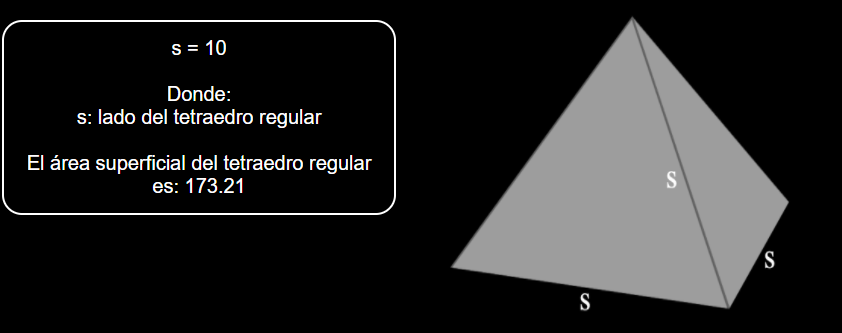 s = 10
Donde:
s: lado del tetraedro regular
El área superficial del tetraedro regular
es: 173.21
S
S
S